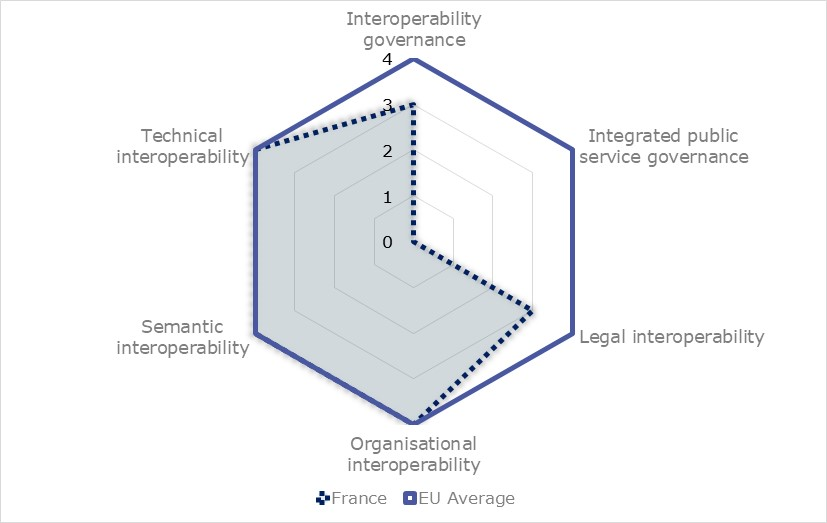 Interoperability
governance
4
3
2
1
0
Technical
interoperability
Integrated public
service governance
Semantic
interoperability
Legal interoperability
Organisational
interoperability
France
EU Average